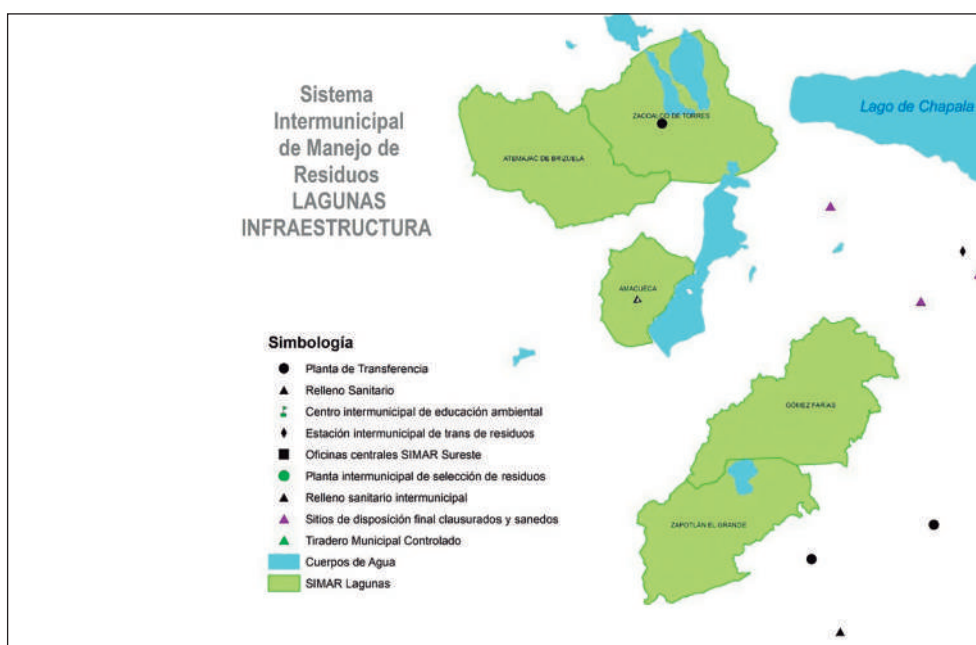 Sistema
Intermunicipal
de Manejo de
Residuos
LAGUNAS
INFRAESTRUCTURA
Lago de Chapala
ZACOALCO DE TORRES
ATEMAJAC DE BRIZUELA
AMACUECA
GÓMEZ FARÍAS
ZAPOTLÁN EL GRANDE
Simbología
Planta de Transferencia
Relleno Sanitario
Centro intermunicipal de educación ambiental
Estación intermunicipal de trans de residuos
Oficinas centrales SIMAR Sureste
Planta intermunicipal de selección de residuos
Relleno sanitario intermunicipal
Sitios de disposición final clausurados y sanedos
Tiradero Municipal Controlado
Cuerpos de Agua
SIMAR Lagunas